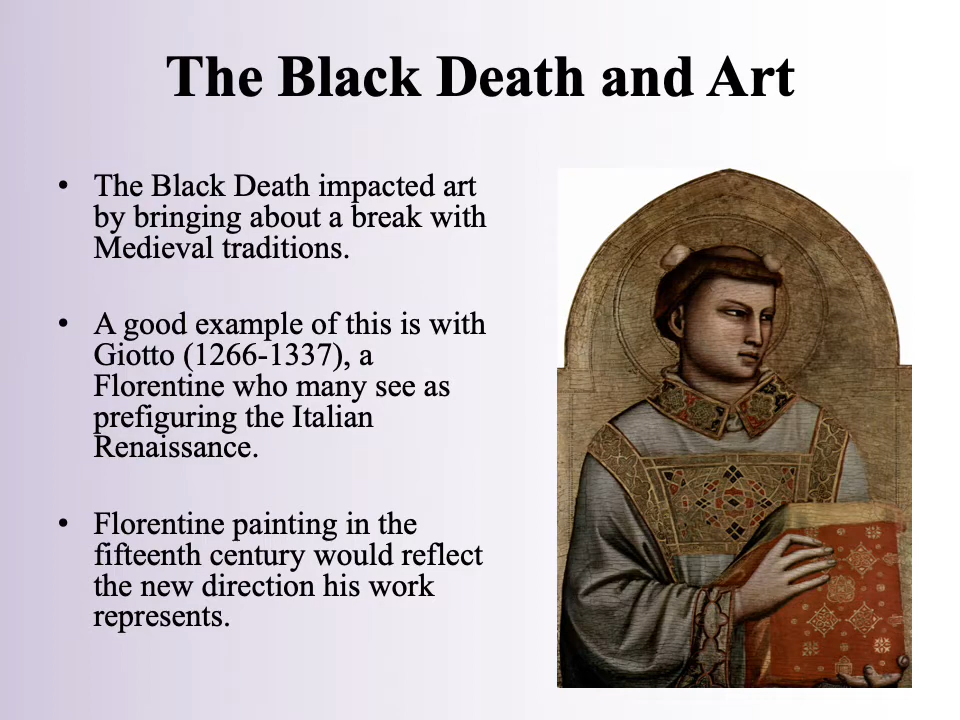 The Black Death and Art
• The Black Death impacted art
by bringing about a break with
Medieval traditions.
• A good example of this is with
Giotto (1266-1337), a
Florentine who many see as
prefiguring the Italian
Renaissance.
• Florentine painting in the
fifteenth century would reflect
the new direction his work
represents.